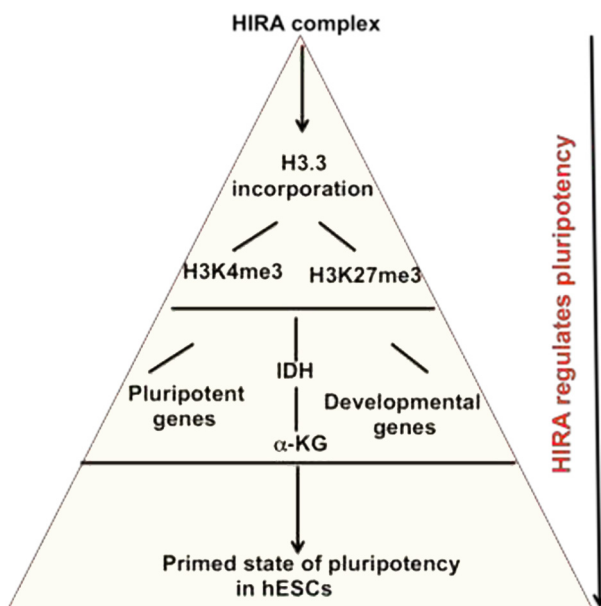 HIRA complex
H3.3
incorporation
H3K4me3
H3K27me3
IDH
Pluripotent
genes
Developmental
genes
α-KG
Primed state of pluripotency
in hESCs
HIRA regulates pluripotency